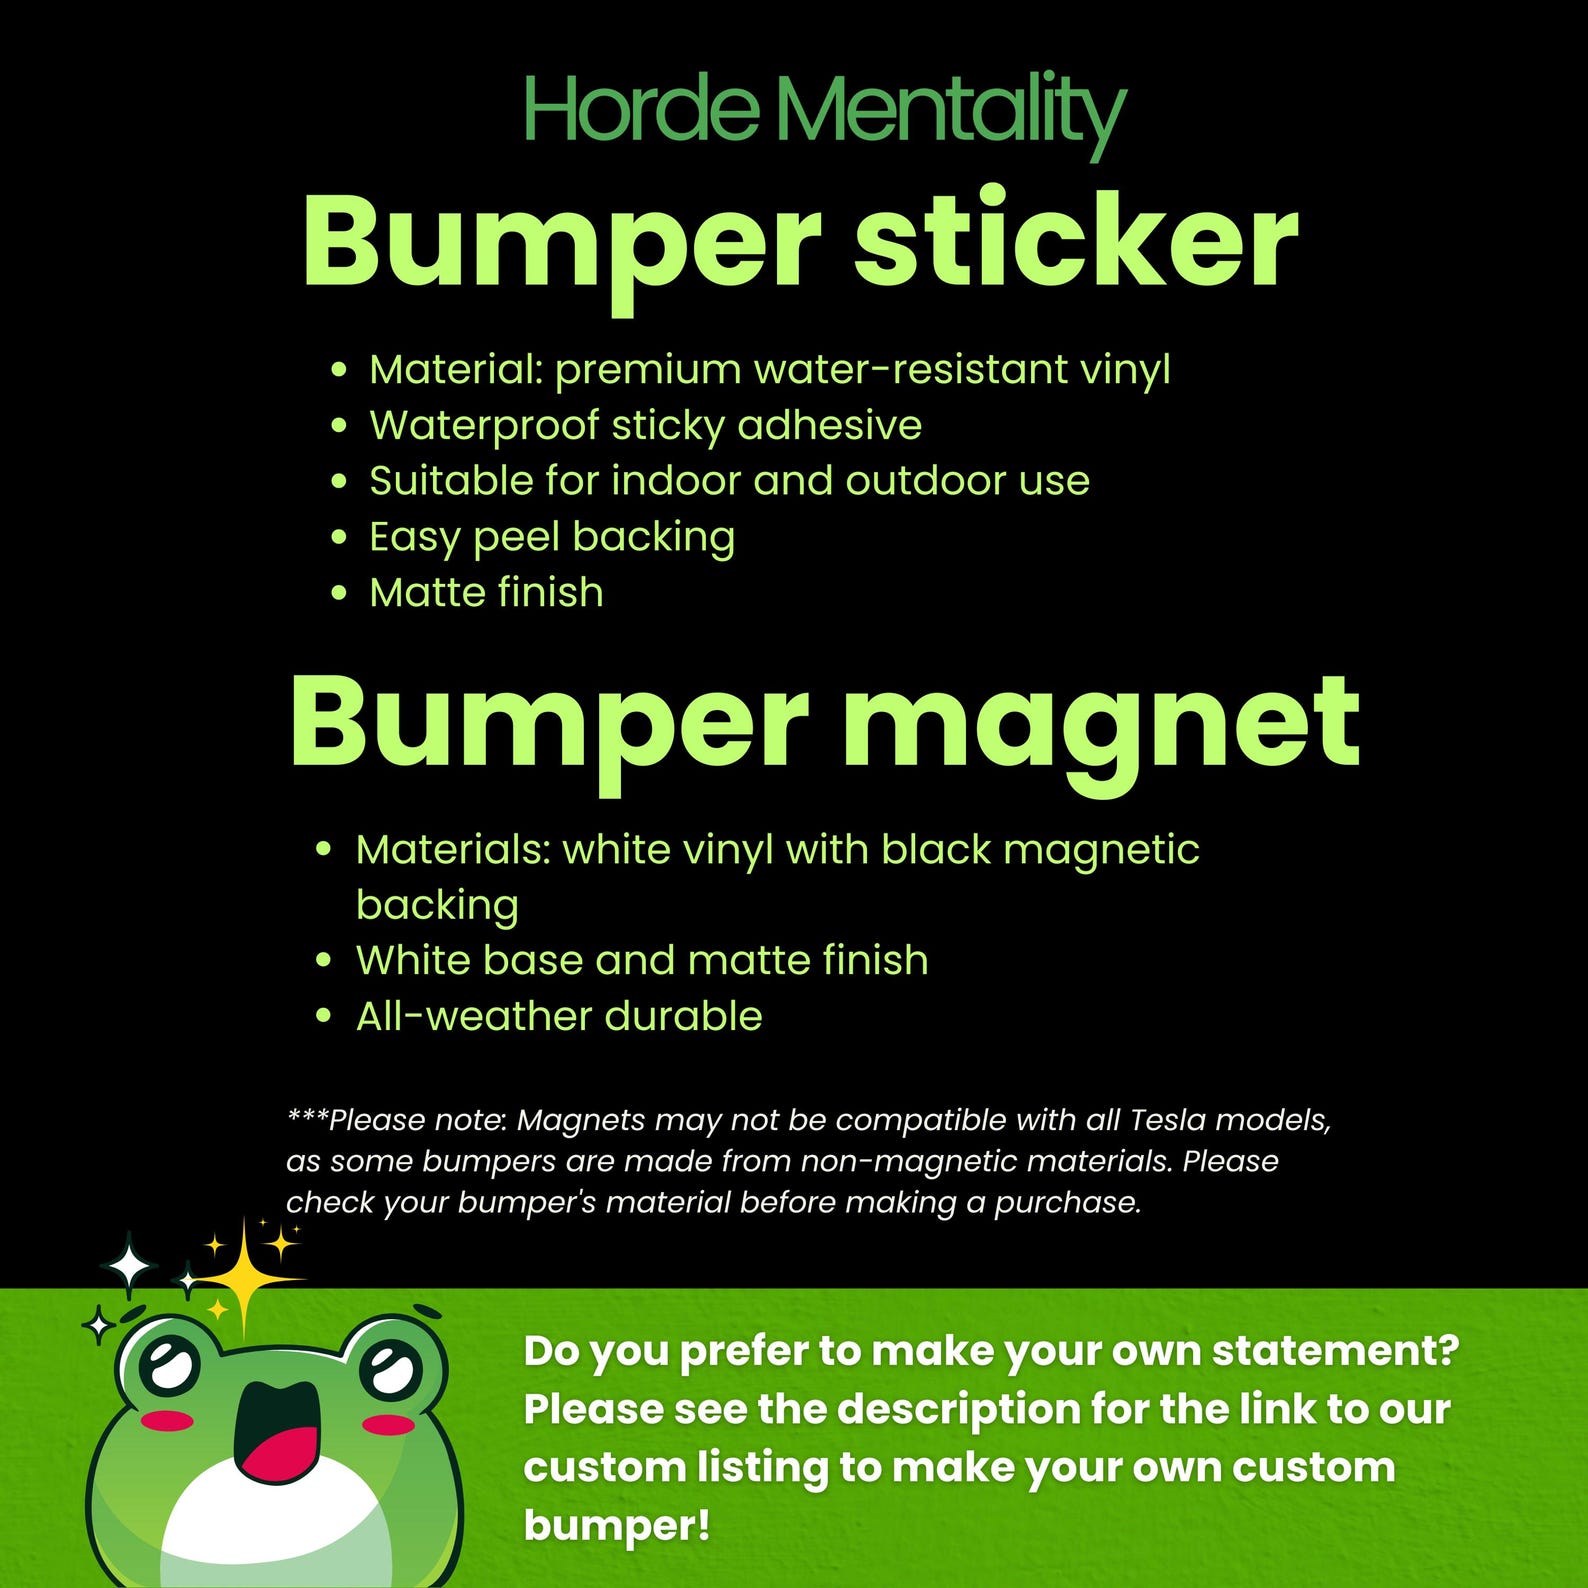 Horde Mentality
Bumper sticker
• Material: premium water-resistant vinyl
• Waterproof sticky adhesive
• Suitable for indoor and outdoor use
• Easy peel backing
• Matte finish
Bumper magnet
• Materials: white vinyl with black magnetic
backing
• White base and matte finish
• All-weather durable
***Please note: Magnets may not be compatible with all Tesla models,
as some bumpers are made from non-magnetic materials. Please
check your bumper's material before making a purchase.
Do you prefer to make your own statement?
Please see the description for the link to our
custom listing to make your own custom
bumper!